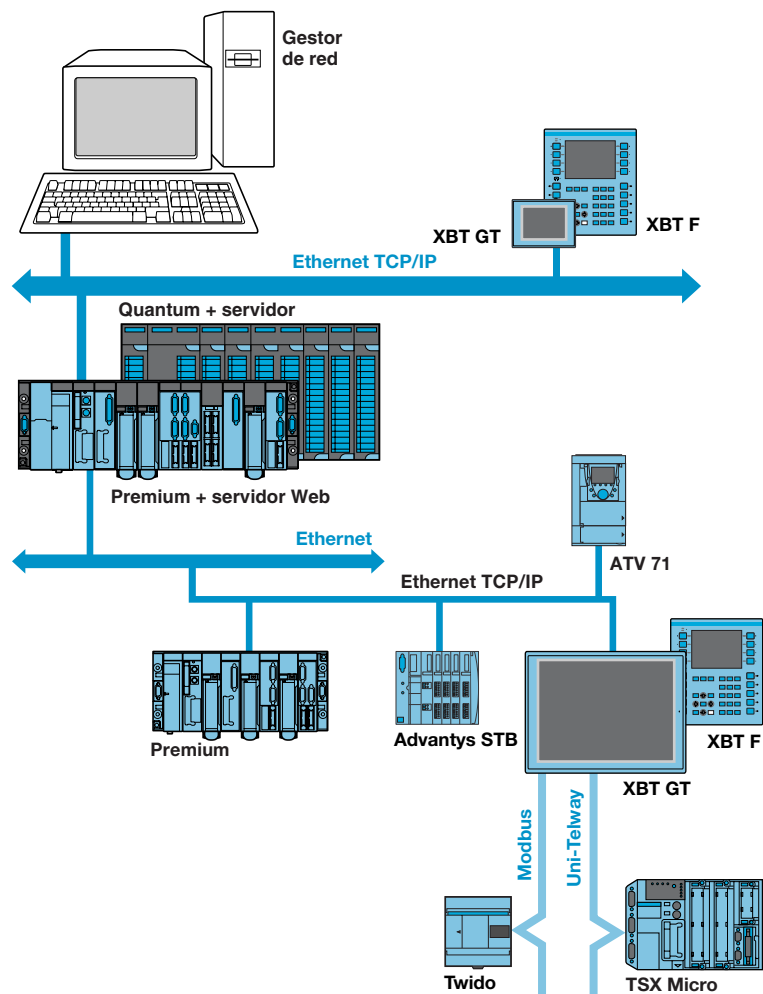 Gestor
de red
XBT GT
XBT F
Ethernet TCP/IP
Quantum + servidor
Premium + servidor Web
Ethernet
ATV 71
Ethernet TCP/IP
Premium
Advantys STB
XBT F
XBT GT
Modbus
Uni-Telway
Twido
TSX Micro